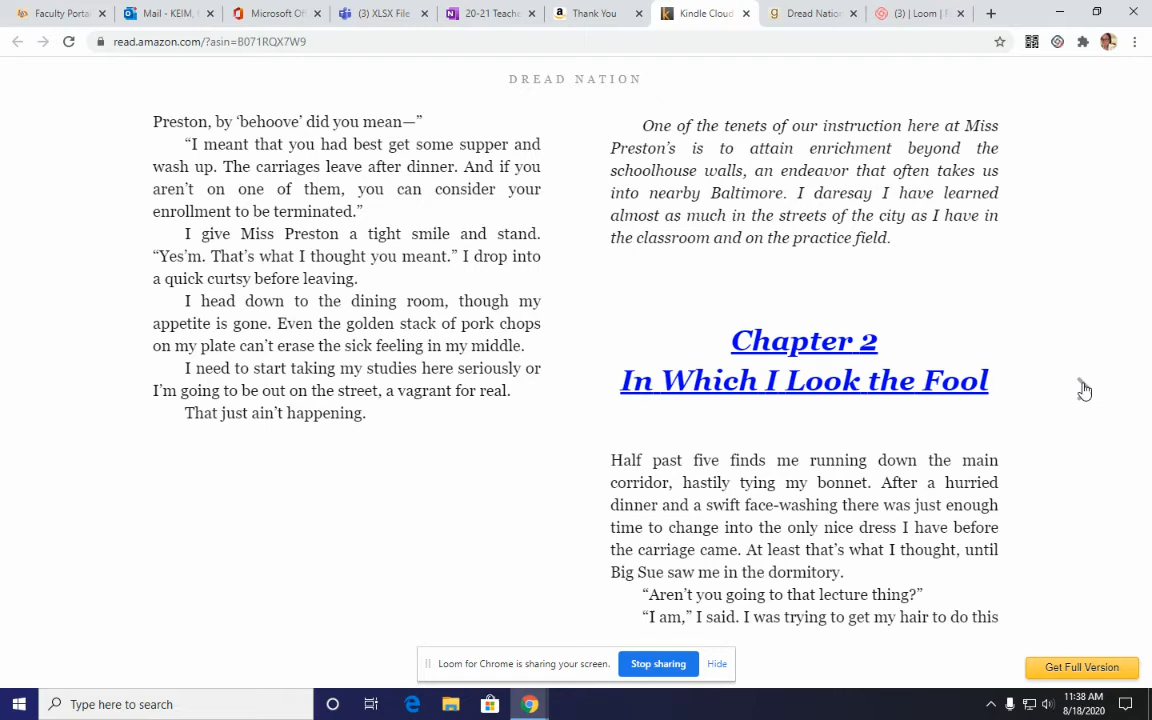 Faculty Portal
Mail - KEIM,
Microsoft Of
(3) XLSX File
20-21 Teache
Thank You
Kindle Cloud
Dread Nation
(3) | Loom | F
read.amazon.com/?asin=B071RQX7W9
DREAD NATION
Preston, by ‘behoove’ did you mean—”
“I meant that you had best get some supper and
wash up. The carriages leave after dinner. And if you
aren’t on one of them, you can consider your
enrollment to be terminated.”
I give Miss Preston a tight smile and stand.
“Yes’m. That’s what I thought you meant.” I drop into
a quick curtsy before leaving.
I head down to the dining room, though my
appetite is gone. Even the golden stack of pork chops
on my plate can’t erase the sick feeling in my middle.
I need to start taking my studies here seriously or
I’m going to be out on the street, a vagrant for real.
That just ain’t happening.
One of the tenets of our instruction here at Miss
Preston’s is to attain enrichment beyond the
schoolhouse walls, an endeavor that often takes us
into nearby Baltimore. I daresay I have learned
almost as much in the streets of the city as I have in
the classroom and on the practice field.
Chapter 2
In Which I Look the Fool
Half past five finds me running down the main
corridor, hastily tying my bonnet. After a hurried
dinner and a swift face-washing there was just enough
time to change into the only nice dress I have before
the carriage came. At least that’s what I thought, until
Big Sue saw me in the dormitory.
“Aren’t you going to that lecture thing?”
“I am,” I said. I was trying to get my hair to do this
Loom for Chrome is sharing your screen.
Stop sharing
Hide
Get Full Version
Type here to search
11:38 AM
8/18/2020